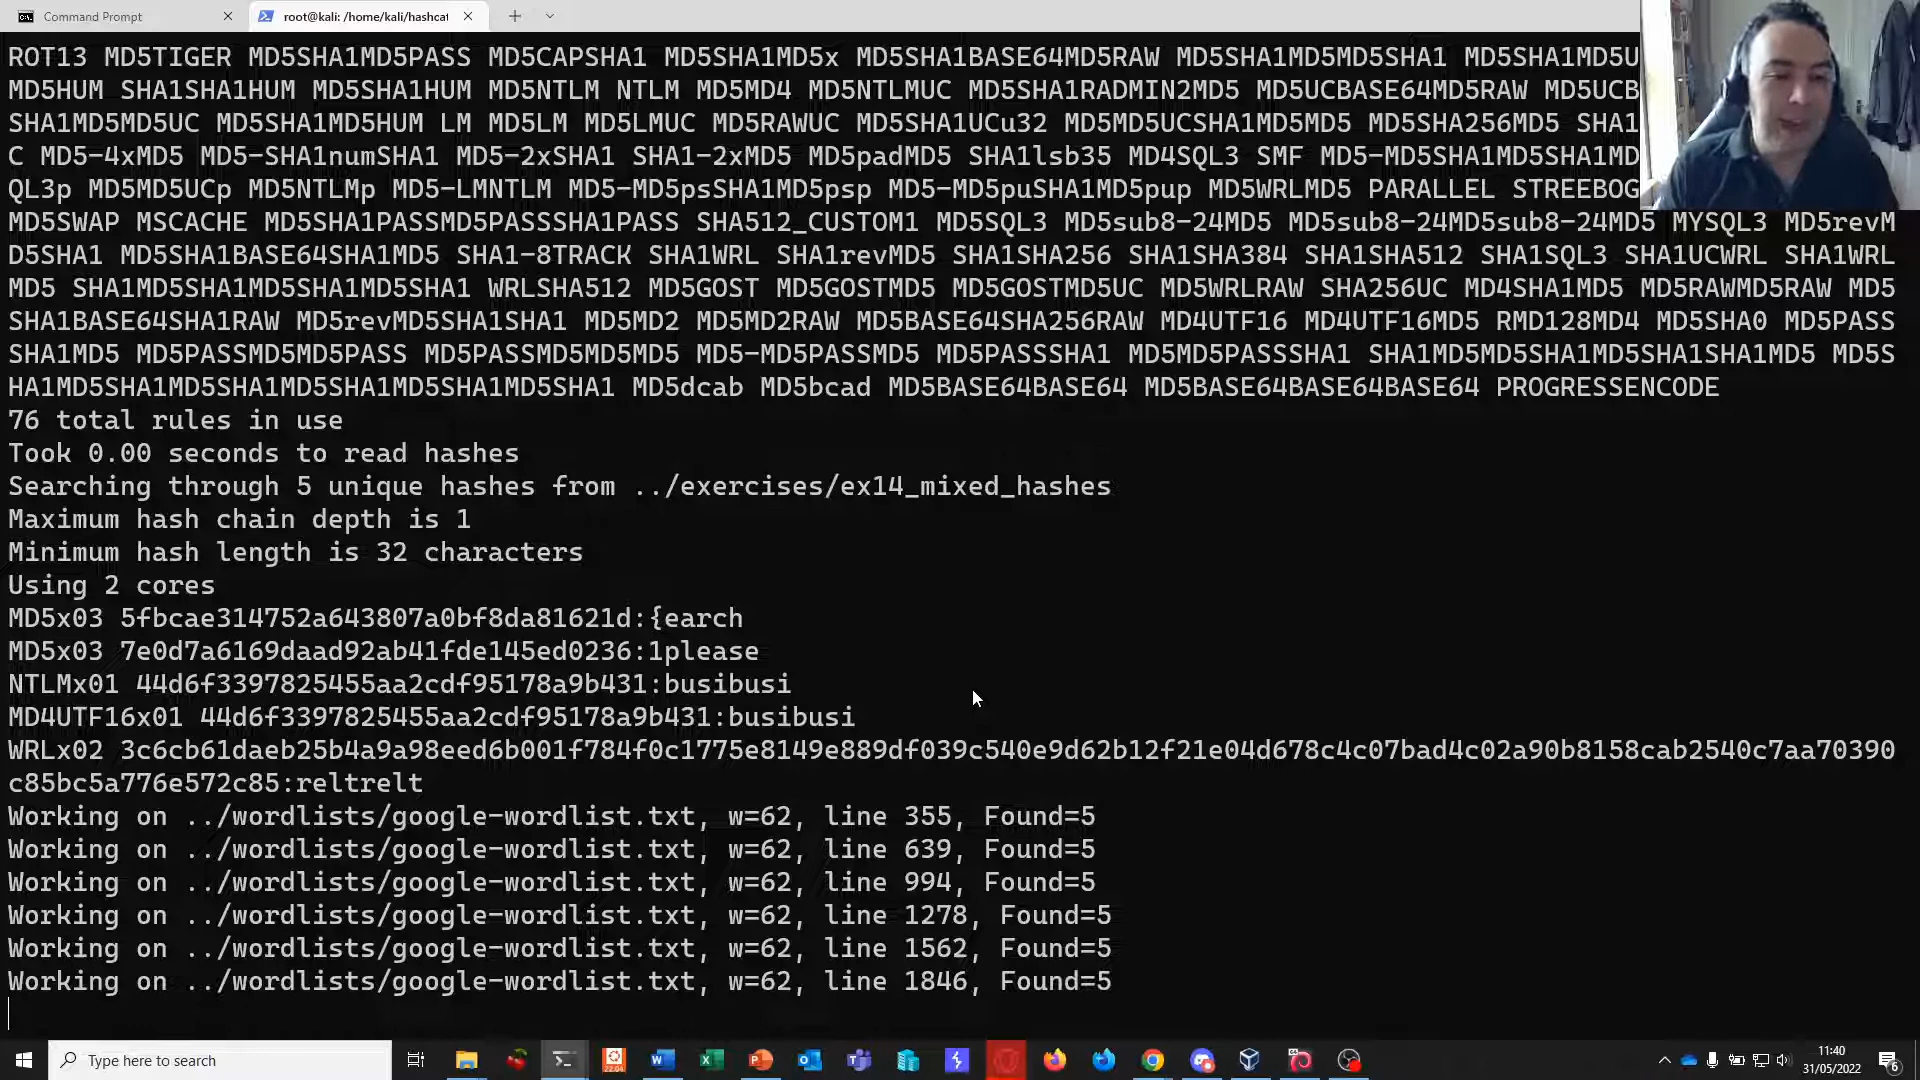 Command Prompt
root@kali: /home/kali/hashcat
ROT13 MD5TIGER MD5SHA1MD5PASS MD5CAPSHA1 MD5SHA1MD5x MD5SHA1BASE64MD5RAW MD5SHA1MD5MD5SHA1 MD5SHA1MD5U
MD5HUM SHA1SHA1HUM MD5SHA1HUM MD5NTLM NTLM MD5MD4 MD5NTLMUC MD5SHA1RADMIN2MD5 MD5UCBASE64MD5RAW MD5UCB
SHA1MD5MD5UC MD5SHA1MD5HUM LM MD5LM MD5LMUC MD5RAWUC MD5SHA1UCu32 MD5MD5UCSHA1MD5MD5 MD5SHA256MD5 SHA1
C MD5-4xMD5 MD5-SHA1numSHA1 MD5-2xSHA1 SHA1-2xMD5 MD5padMD5 SHA1lsb35 MD4SQL3 SMF MD5-MD5SHA1MD5SHA1MD
QL3p MD5MD5UCp MD5NTLMp MD5-LMNTLM MD5-MD5psSHA1MD5psp MD5-MD5puSHA1MD5pup MD5WRLMD5 PARALLEL STREEBOG
MD5SWAP MSCACHE MD5SHA1PASSMD5PASSSHA1PASS SHA512_CUSTOM1 MD5SQL3 MD5sub8-24MD5 MD5sub8-24MD5sub8-24MD5 MYSQL3 MD5revM
D5SHA1 MD5SHA1BASE64SHA1MD5 SHA1-8TRACK SHA1WRL SHA1revMD5 SHA1SHA256 SHA1SHA384 SHA1SHA512 SHA1SQL3 SHA1UCWRL SHA1WRL
MD5 SHA1MD5SHA1MD5SHA1MD5SHA1 WRLSHA512 MD5GOST MD5GOSTMD5 MD5GOSTMD5UC MD5WRLRAW SHA256UC MD4SHA1MD5 MD5RAWMD5RAW MD5
SHA1BASE64SHA1RAW MD5revMD5SHA1SHA1 MD5MD2 MD5MD2RAW MD5BASE64SHA256RAW MD4UTF16 MD4UTF16MD5 RMD128MD4 MD5SHA0 MD5PASS
SHA1MD5 MD5PASSMD5MD5PASS MD5PASSMD5MD5MD5 MD5-MD5PASSMD5 MD5PASSSHA1 MD5MD5PASSSHA1 SHA1MD5MD5SHA1MD5SHA1SHA1MD5 MD5S
HA1MD5SHA1MD5SHA1MD5SHA1MD5SHA1MD5SHA1 MD5dcab MD5bcad MD5BASE64BASE64 MD5BASE64BASE64BASE64 PROGRESSENCODE
76 total rules in use
Took 0.00 seconds to read hashes
Searching through 5 unique hashes from ../exercises/ex14_mixed_hashes
Maximum hash chain depth is 1
Minimum hash length is 32 characters
Using 2 cores
MD5x03 5fbcae314752a643807a0bf8da81621d:{earch
MD5x03 7e0d7a6169daad92ab41fde145ed0236:1please
NTLMx01 44d6f3397825455aa2cdf95178a9b431:busibusi
MD4UTF16x01 44d6f3397825455aa2cdf95178a9b431:busibusi
WRLx02 3c6cb61daeb25b4a9a98eed6b001f784f0c1775e8149e889df039c540e9d62b12f21e04d678c4c07bad4c02a90b8158cab2540c7aa70390
c85bc5a776e572c85:reltrelt
Working on ../wordlists/google-wordlist.txt, w=62, line 355, Found=5
Working on ../wordlists/google-wordlist.txt, w=62, line 639, Found=5
Working on ../wordlists/google-wordlist.txt, w=62, line 994, Found=5
Working on ../wordlists/google-wordlist.txt, w=62, line 1278, Found=5
Working on ../wordlists/google-wordlist.txt, w=62, line 1562, Found=5
Working on ../wordlists/google-wordlist.txt, w=62, line 1846, Found=5
Type here to search
11:40
31/05/2022